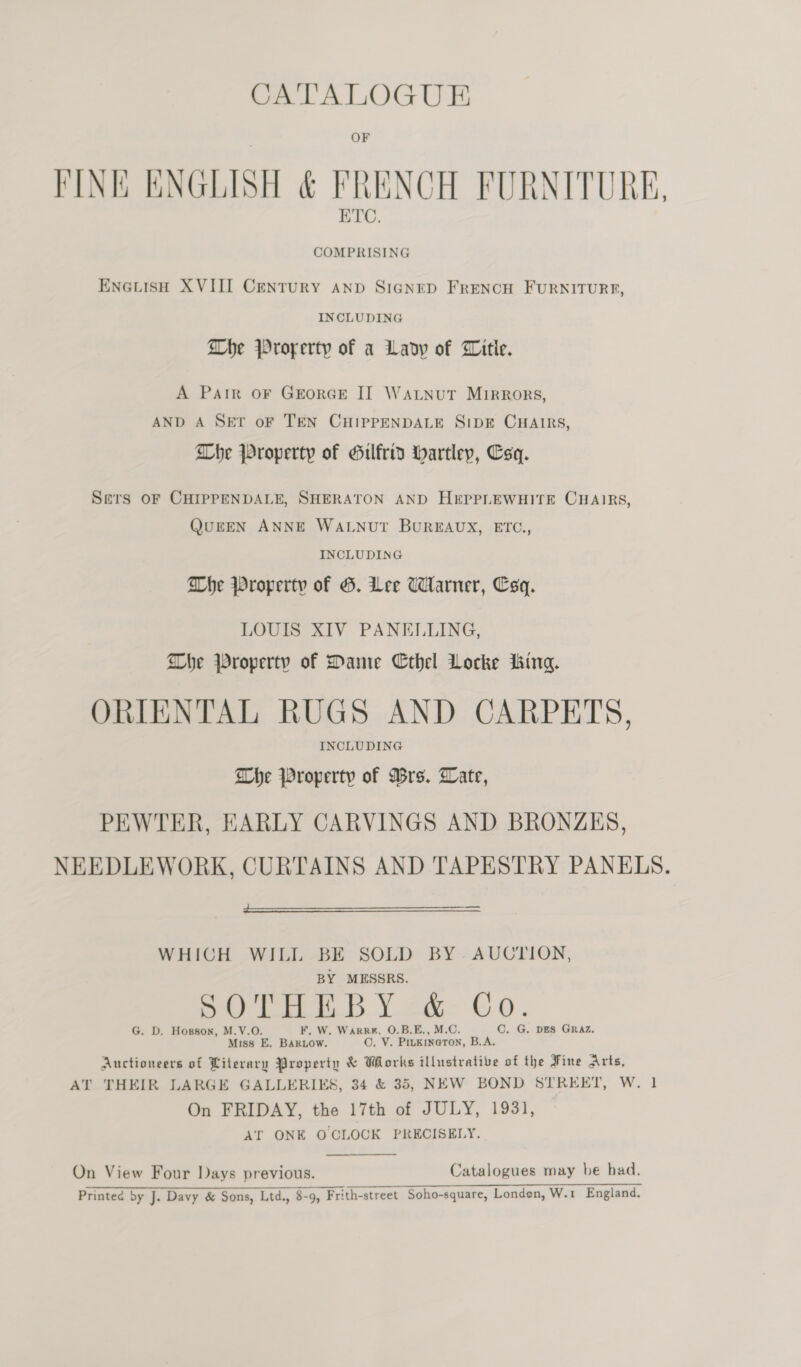 CATALOGUE
OF
FINE ENGLISH & FRENCH FURNITURE,
ETC.
COMPRISING
ENGLISH XVIII CENTURY AND SIGNED FRENCH FURNITURE,
INCLUDING
The Property of a Lady of Title.
A PAIR OF GEORGE II WALNUT MIRRORS,
AND A SET OF TEN CHIPPENDALE SIDE CHAIRS,
The Property of Gilfrid Hartley, Esq.
SETS OF CHIPPENDALE, SHERATON AND HEPPLEWHITE CHAIRS,
QUEEN ANNE WALNUT BUREAUX, ETC.,
INCLUDING
The Property of G. Lee Warner, Esq.
LOUIS XIV PANELLING,
The Property of Dame Ethel Locke King.
ORIENTAL RUGS AND CARPETS,
INCLUDING
The Property of Mrs. Tate,
PEWTER, EARLY CARVINGS AND BRONZES,
NEEDLEWORK, CURTAINS AND TAPESTRY PANELS.
WHICH WILL BE SOLD BY AUCTION,
BY MESSRS.
SOTHEBY & Co.
G. D. HOBSON, M.V.O. F. W. WARRE, O.B.E., M.C. C. G. DES GRAZ.
MISS E. BARLOW. C. V. PILKINGTON, B.A.
Auctioneers of Literary Property & Works illustrative of the Fine Arts,
AT THEIR LARGE GALLERIES, 34 & 35, NEW BOND STREET, W. 1
On FRIDAY, the 17th of JULY, 1931,
AT ONE O'CLOCK PRECISELY.
On View Four Days previous. Catalogues may be had.
Printed by J. Davy & Sons, Ltd., 8-9, Frith-street Soho-square, London, W.1 England.